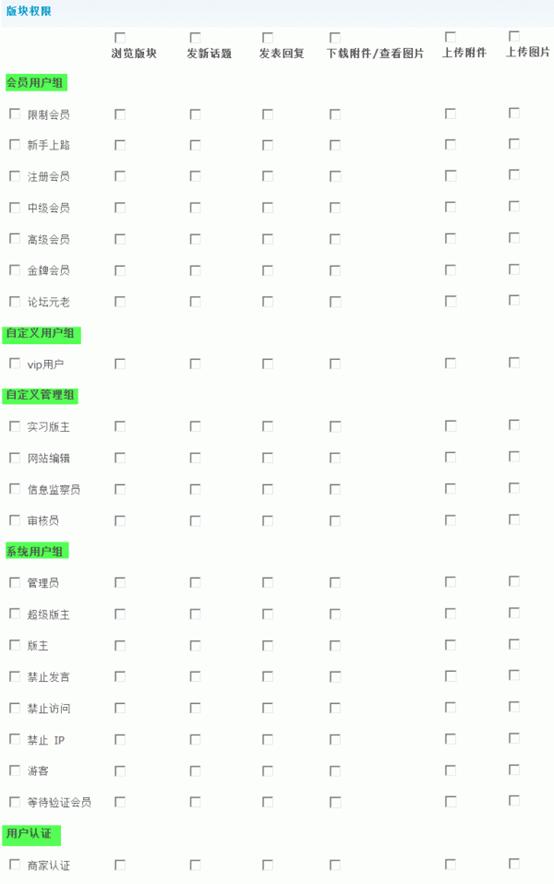 版块权限
浏览版块 发新话题 发表回复 下载附件/查看图片 上传附件 上传图片
会员用户组
限制会员
新手上路
注册会员
中级会员
高级会员
金牌会员
论坛元老
自定义用户组
vip用户
自定义管理组
实习版主
网站编辑
信息监察员
审核员
系统用户组
管理员
超级版主
版主
禁止发言
禁止访问
禁止 IP
游客
等待验证会员
用户认证
商家认证